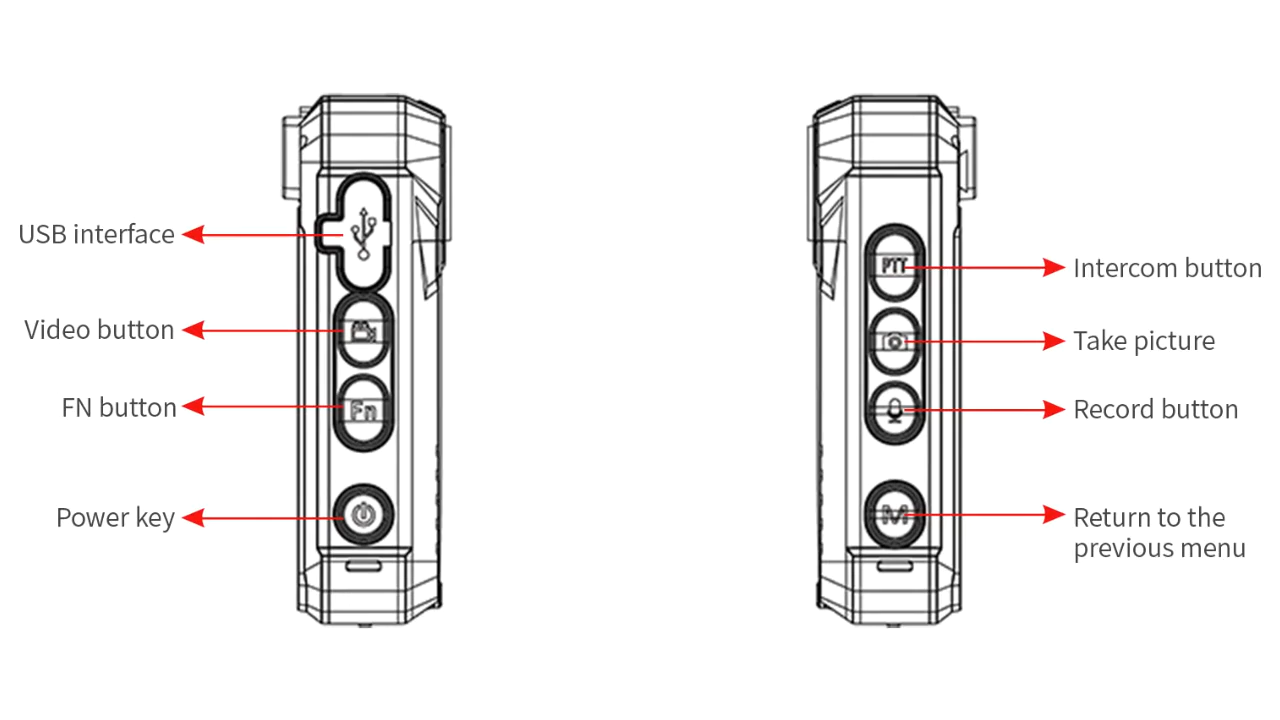 USB interface
Video button
FN button
Power key
Fn
PTT
M
Intercom button
Take picture
Record button
Return to the
previous menu